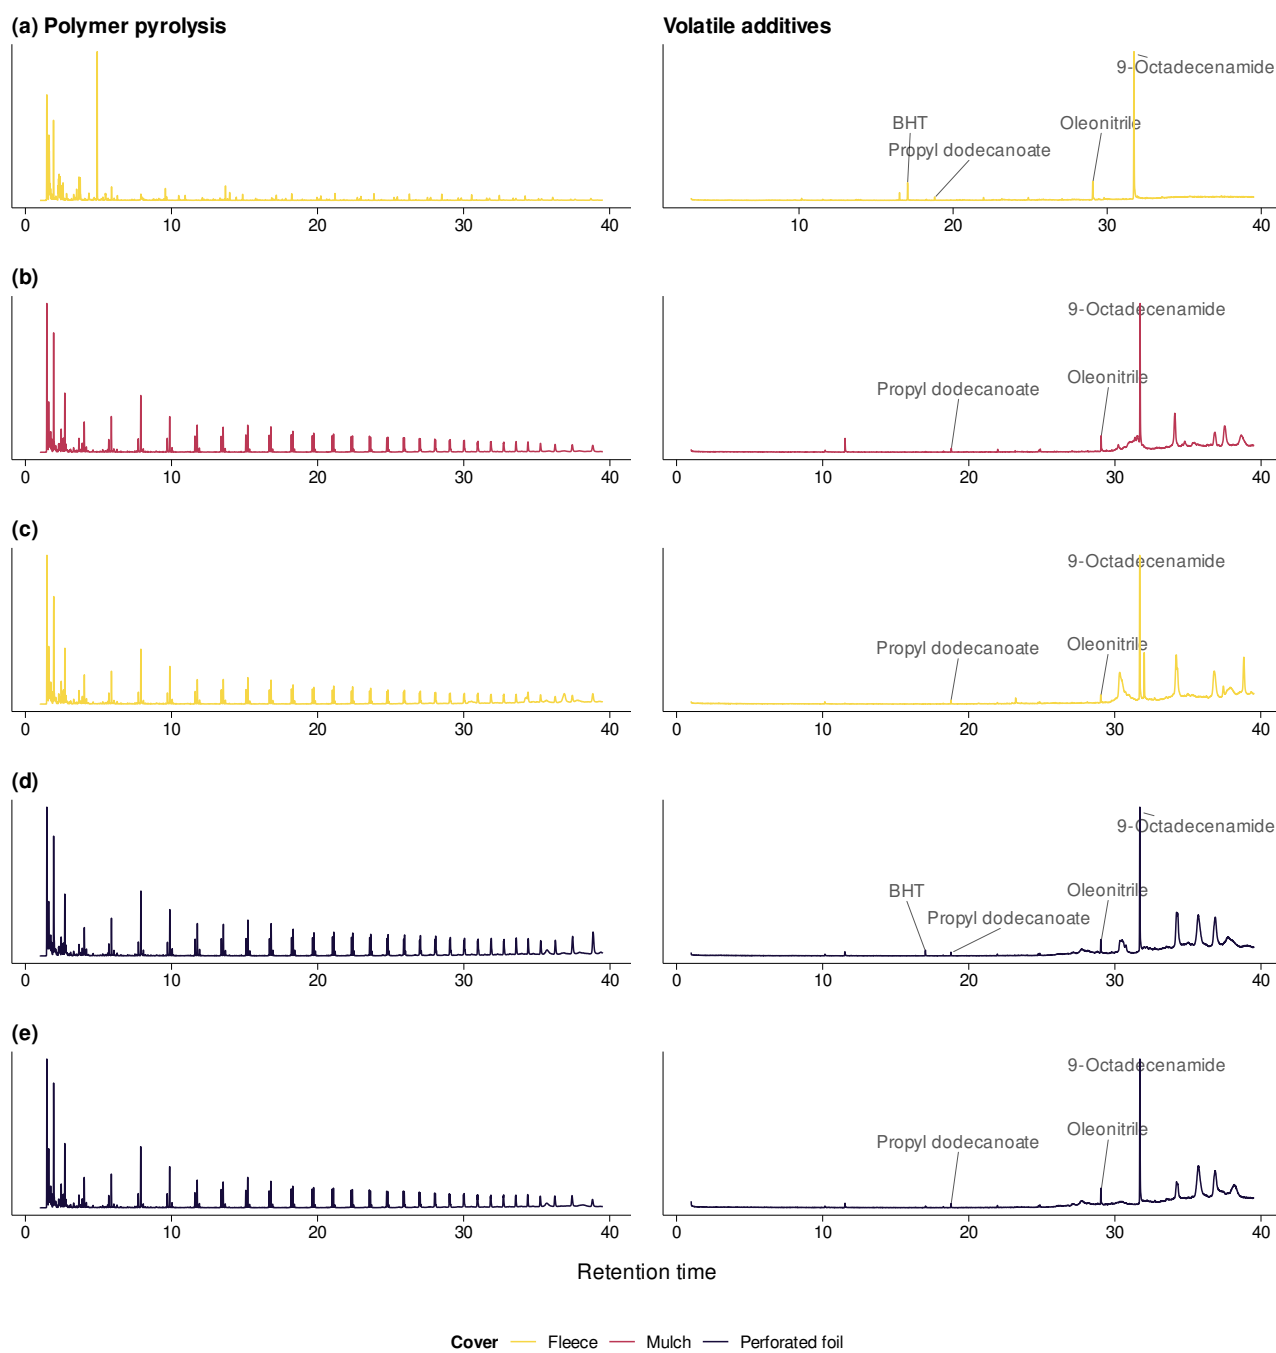 (a) Polymer pyrolysis
Volatile additives
9-Octadecenamide
BHT
Oleonitrile
Propyl dodecanoate
0 10 20 30 40
10 20 30 40
(b)
9-Octadecenamide
Oleonitrile
Propyl dodecanoate
0 10 20 30 40
0 10 20 30 40
(c)
9-Octadecenamide
Oleonitrile
Propyl dodecanoate
0 10 20 30 40
0 10 20 30 40
(d)
9-Octadecenamide
BHT
Oleonitrile
Propyl dodecanoate
0 10 20 30 40
0 10 20 30 40
(e)
9-Octadecenamide
Oleonitrile
Propyl dodecanoate
0 10 20 30 40
0 10 20 30 40
Retention time
Cover Fleece Mulch Perforated foil